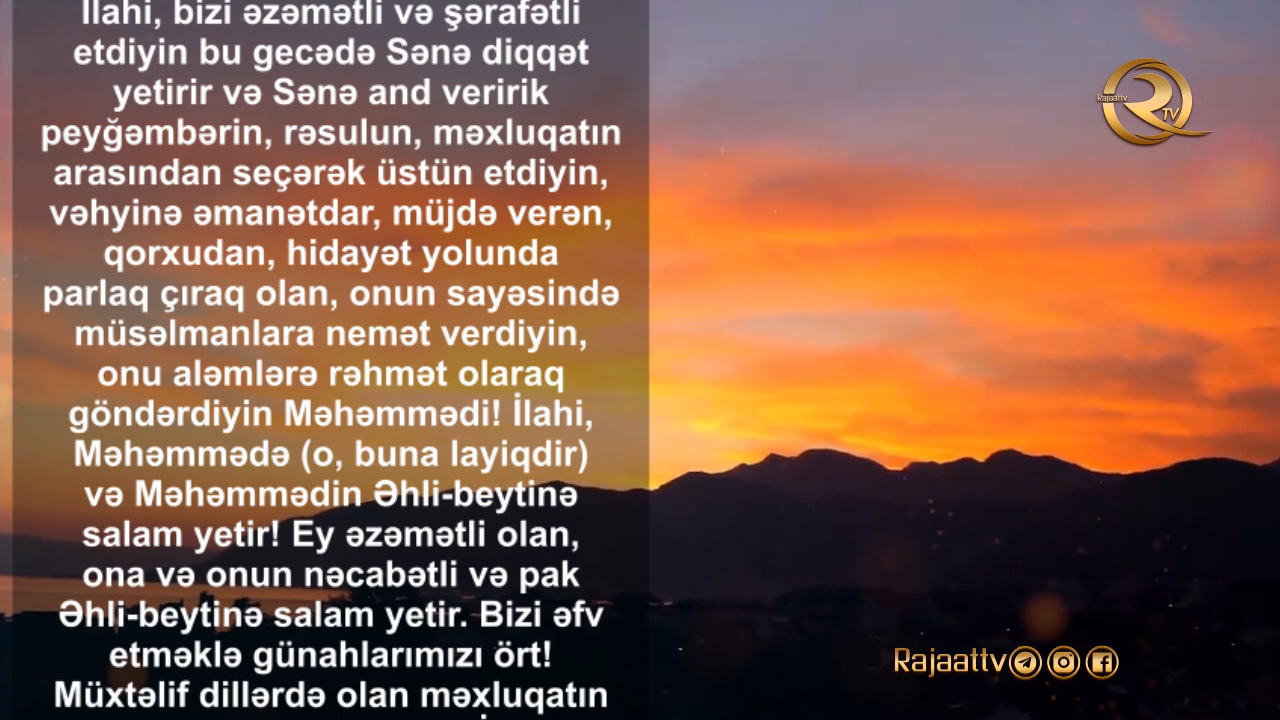 İlahi, bizi əzəmətli və şərafətli
etdiyin bu gecədə Sənə diqqət
yetirir və Sənə and veririk
peyğəmbərin, rəsulun, məxluqatın
arasından seçərək üstün etdiyin,
vəhyinə əmanətdar, müjdə verən,
qorxudan, hidayət yolunda
parlaq çıraq olan, onun sayəsində
müsəlmanlara nemət verdiyin,
onu aləmlərə rəhmət olaraq
göndərdiyin Məhəmmədi! İlahi,
Məhəmmədə (o, buna layiqdir)
və Məhəmmədin Əhli-beytinə
salam yetir! Ey əzəmətli olan,
ona və onun nəcabətli və pak
Əhli-beytinə salam yetir. Bizi əfv
etməklə günahlarımızı ört!
Müxtəlif dillərdə olan məxluqatın
Rajaattv
R TV
Rajaattv